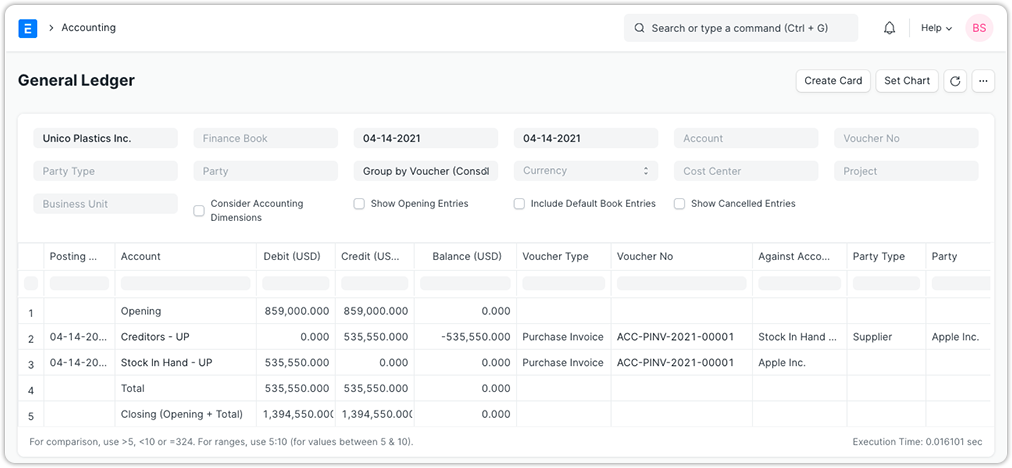 E > Accounting Search or type a command (Ctrl + G) Help BS
General Ledger Create Card Set Chart ...
Unico Plastics Inc. Finance Book 04-14-2021 04-14-2021 Account Voucher No
Party Type Party Group by Voucher (Consol Currency Cost Center Project
Business Unit Consider Accounting Show Opening Entries Include Default Book Entries Show Cancelled Entries
Dimensions
Posting ... Account Debit (USD) Credit (US... Balance (USD) Voucher Type Voucher No Against Acco... Party Type Party
1 Opening 859,000.000 859,000.000 0.000
2 04-14-20... Creditors - UP 0.000 535,550.000 -535,550.000 Purchase Invoice ACC-PINV-2021-00001 Stock In Hand ... Supplier Apple Inc.
3 04-14-20... Stock In Hand - UP 535,550.000 0.000 0.000 Purchase Invoice ACC-PINV-2021-00001 Apple Inc.
4 Total 535,550.000 535,550.000 0.000
5 Closing (Opening + Total) 1,394,550.000 1,394,550.000 0.000
For comparison, use >5, <10 or =324. For ranges, use 5:10 (for values between 5 & 10). Execution Time: 0.016101 sec